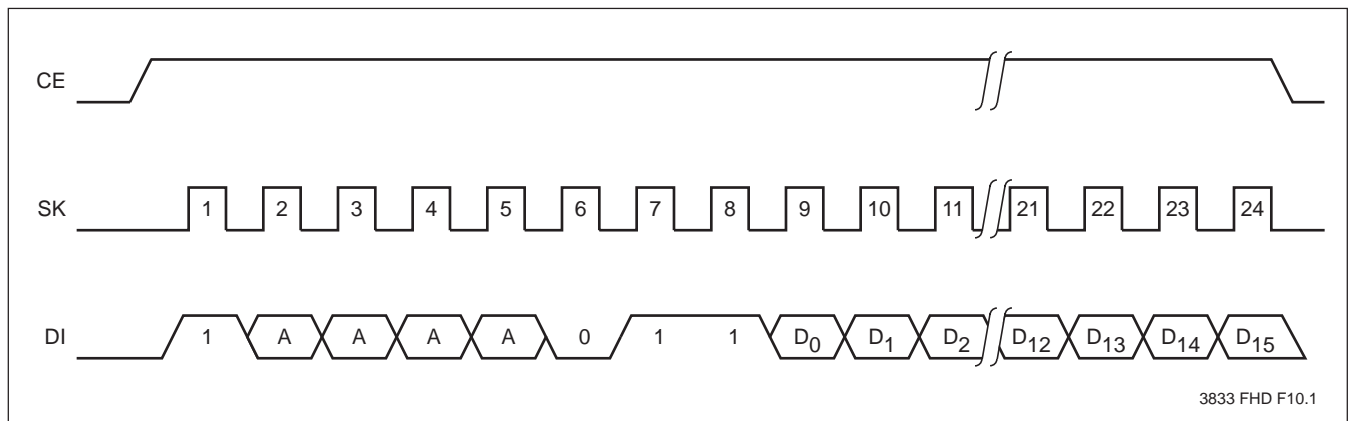 CE
SK 1 2 3 4 5 6 7 8 9 10 11 21 22 23 24
DI 1 A A A A 0 1 1 D0 D1 D2 D12 D13 D14 D15
3833 FHD F10.1